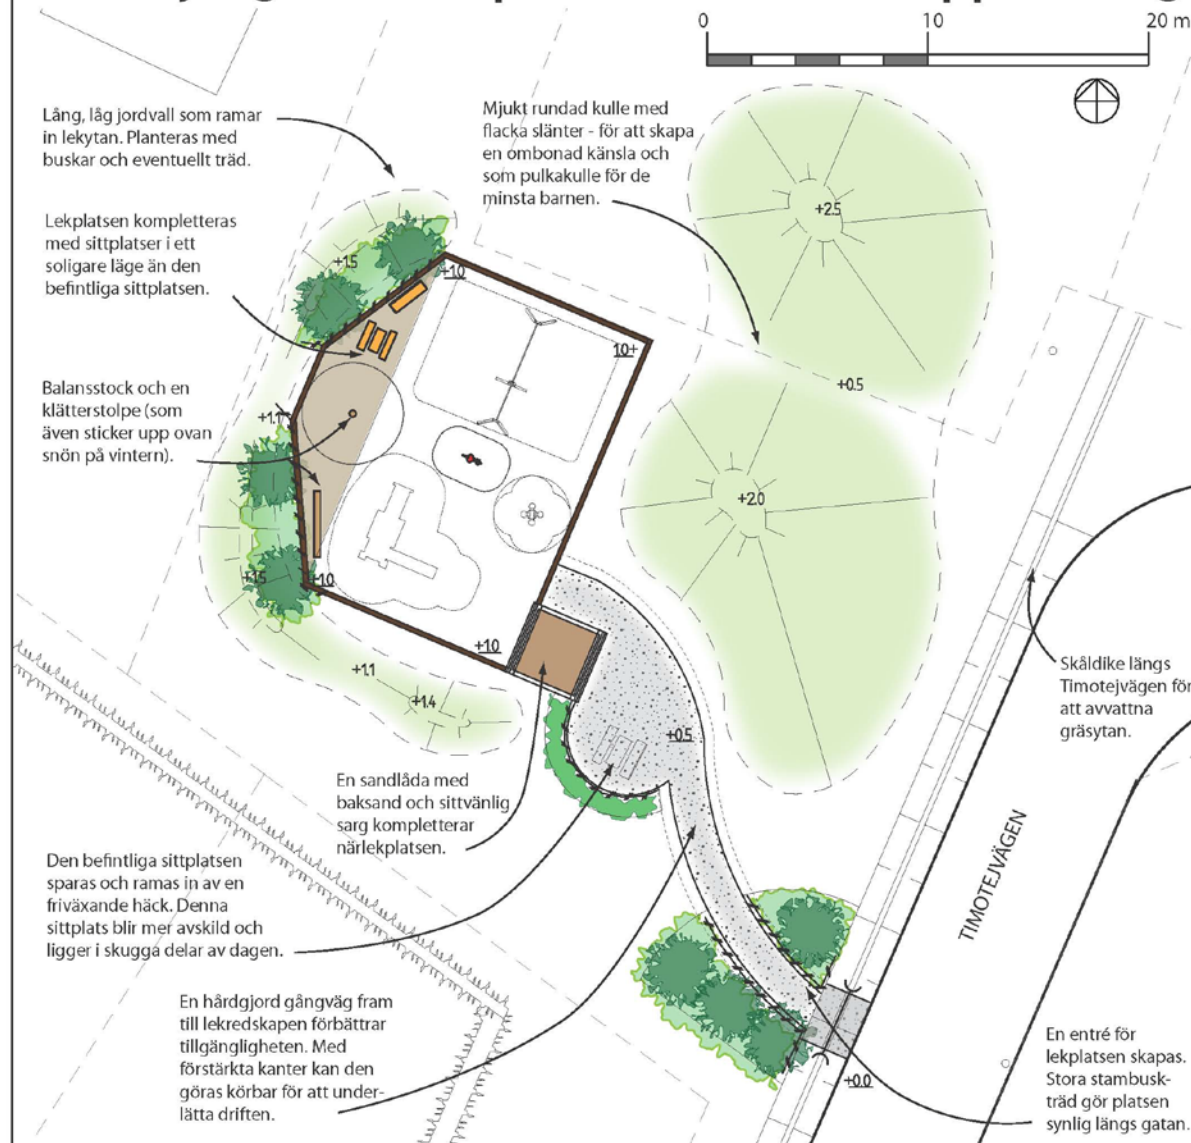 0
10
20 m
Lång, låg jordvall som ramar
in lekytan. Planteras med
buskar och eventuellt träd.
Mjukt rundad kulle med
flacka slänter - för att skapa
en ombonad känsla och
som pulkakulle för de
minsta barnen.
Lekplatsen kompletteras
med sittplatser i ett
soligare läge än den
befintliga sittplatsen.
Balansstock och en
klätterstolpe (som
även sticker upp ovan
snön på vintern).
+2.5
+1.5
+1.0
1.0+
+0.5
+1.1
+2.0
+1.5
+1.0
+1.0
+1.1
+1.4
+0.5
Skåldike längs
Timotejvägen för
att avvattna
gräsytan.
En sandlåda med
baksand och sittvänlig
sarg kompletterar
närlekplatsen.
TIMOTEJVÄGEN
Den befintliga sittplatsen
sparas och ramas in av en
friväxande häck. Denna
sittplats blir mer avskild och
ligger i skugga delar av dagen.
En hårdgjord gångväg fram
till lekredskapen förbättrar
tillgängligheten. Med
förstärkta kanter kan den
göras körbar för att under-
lätta driften.
+0.0
En entré för
lekplatsen skapas.
Stora stambusk-
träd gör platsen
synlig längs gatan.